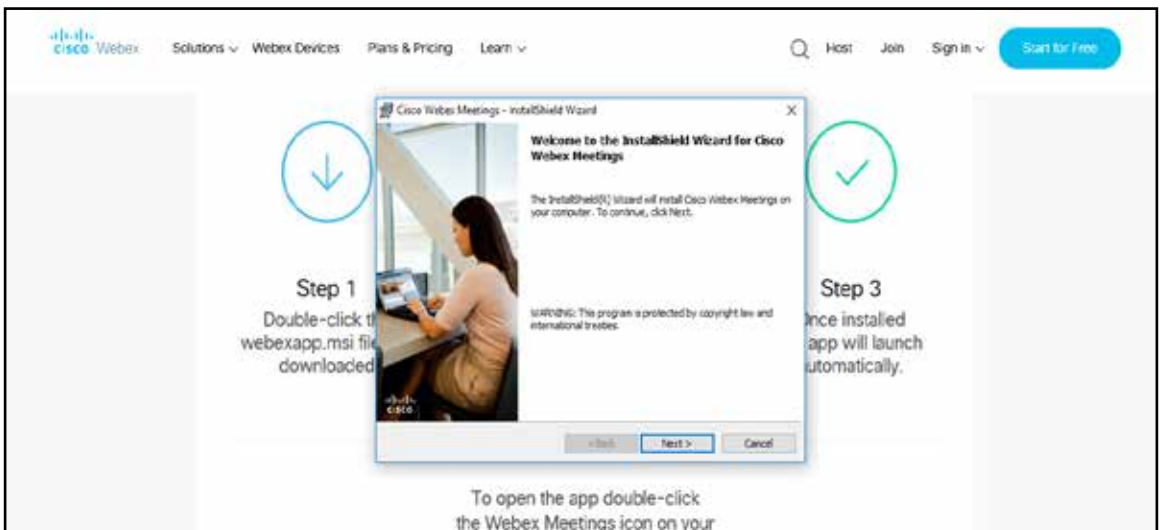 cisco Webex
Solutions
Webex Devices
Plans & Pricing
Learn
Host
Join
Sign in
Start for Free
Cisco Webex Meetings - InstallShield Wizard
X
Welcome to the InstallShield Wizard for Cisco
Webex Meetings
The InstallShield(R) Wizard will install Cisco Webex Meetings on
your computer. To continue, click Next.
WARNING: This program is protected by copyright law and
international treaties.
cisco
< Back
Next >
Cancel
Step 1
Double-click
webexapp.msi
downloaded
Step 3
installed
app will launch
To open the app double-click
the Webex Meetings icon on your